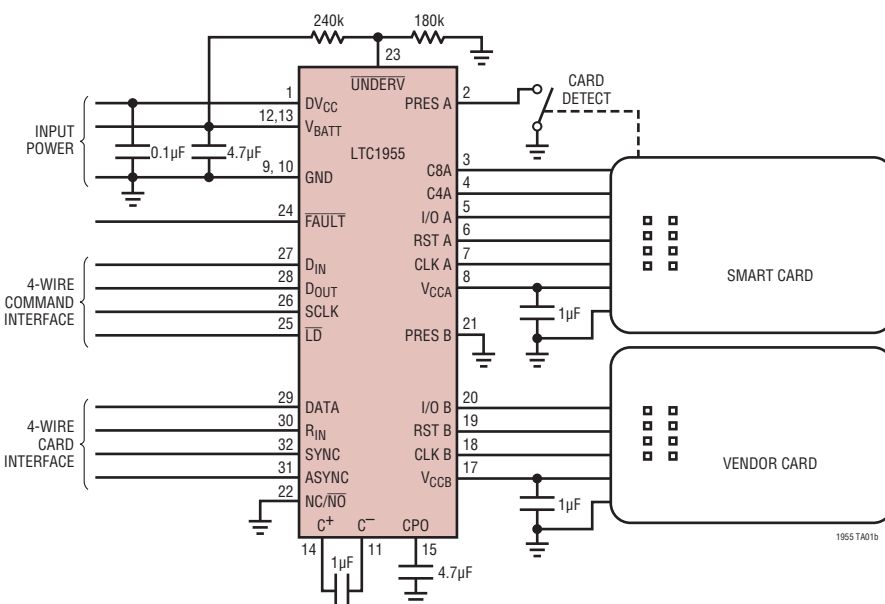 240k
180k
23
UNDERV
1
DVCC
PRES A
2
CARD
DETECT
12,13
VBATT
INPUT
POWER
0.1µF
4.7µF
LTC1955
9, 10
GND
C8A
3
C4A
4
24
FAULT
I/O A
5
RST A
6
27
DIN
CLK A
7
28
DOUT
VCCA
8
4-WIRE
COMMAND
INTERFACE
26
SCLK
1µF
25
LD
PRES B
21
SMART CARD
29
DATA
I/O B
20
30
RIN
RST B
19
4-WIRE
CARD
INTERFACE
32
SYNC
CLK B
18
31
ASYNC
VCCB
17
22
NC/NO
1µF
VENDOR CARD
C+
C–
CPO
14
11
15
1µF
4.7µF
1955 TA01b